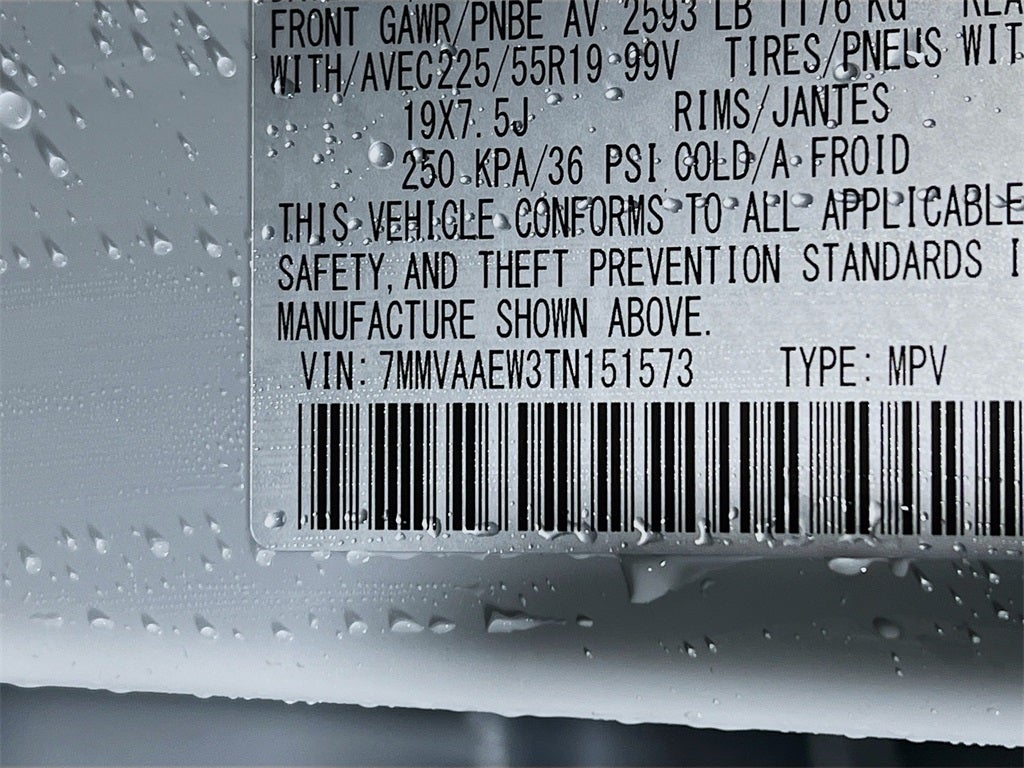 FRONT GAWR/PNBE AV 2593 LB 1176 KG
WITH/AVEC225/55R19 99V TIRES/PNEUS WIT
19X7.5J RIMS/JANTES
250 KPA/36 PSI COLD/A FROID
THIS VEHICLE CONFORMS TO ALL APPLICABLE
SAFETY,AND THEFT PREVENTION STANDARDS I
MANUFACTURE SHOWN ABOVE.
VIN: 7MMVAAEW3TN151573 TYPE: MPV